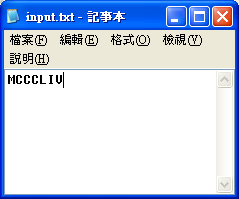 input.txt - 記事本
檔案(F) 編輯(E) 格式(O) 檢視(V)
說明(H)
MCCCLIV